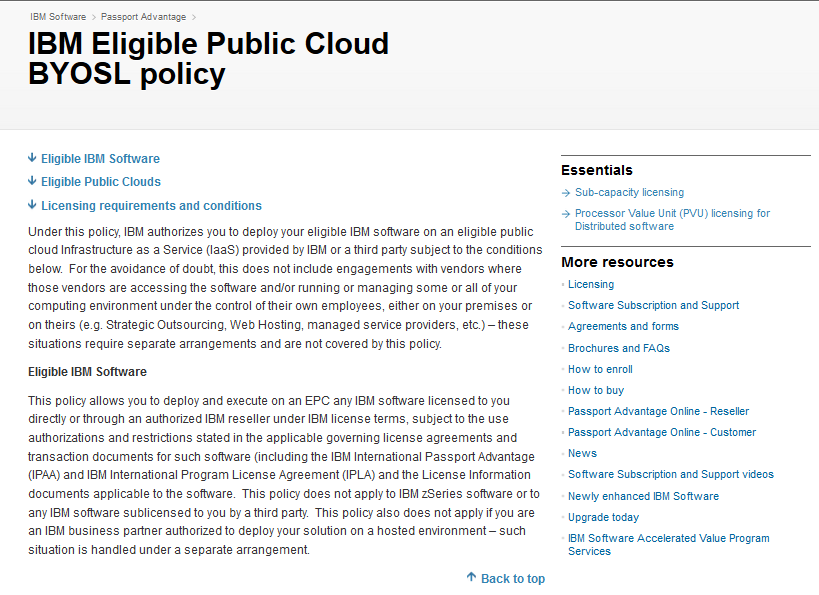 IBM Software > Passport Advantage >
IBM Eligible Public Cloud
BYOSL policy
Eligible IBM Software
Eligible Public Clouds
Licensing requirements and conditions
Under this policy, IBM authorizes you to deploy your eligible IBM software on an eligible public
cloud Infrastructure as a Service (IaaS) provided by IBM or a third party subject to the conditions
below.  For the avoidance of doubt, this does not include engagements with vendors where
those vendors are accessing the software and/or running or managing some or all of your
computing environment under the control of their own employees, either on your premises or
on theirs (e.g. Strategic Outsourcing, Web Hosting, managed service providers, etc.) – these
situations require separate arrangements and are not covered by this policy.
Eligible IBM Software
This policy allows you to deploy and execute on an EPC any IBM software licensed to you
directly or through an authorized IBM reseller under IBM license terms, subject to the use
authorizations and restrictions stated in the applicable governing license agreements and
transaction documents for such software (including the IBM International Passport Advantage
(IPAA) and IBM International Program License Agreement (IPLA) and the License Information
documents applicable to the software.  This policy does not apply to IBM zSeries software or to
any IBM software sublicensed to you by a third party.  This policy also does not apply if you are
an IBM business partner authorized to deploy your solution on a hosted environment – such
situation is handled under a separate arrangement.
Back to top
Essentials
Sub-capacity licensing
Processor Value Unit (PVU) licensing for
Distributed software
More resources
Licensing
Software Subscription and Support
Agreements and forms
Brochures and FAQs
How to enroll
How to buy
Passport Advantage Online - Reseller
Passport Advantage Online - Customer
News
Software Subscription and Support videos
Newly enhanced IBM Software
Upgrade today
IBM Software Accelerated Value Program
Services